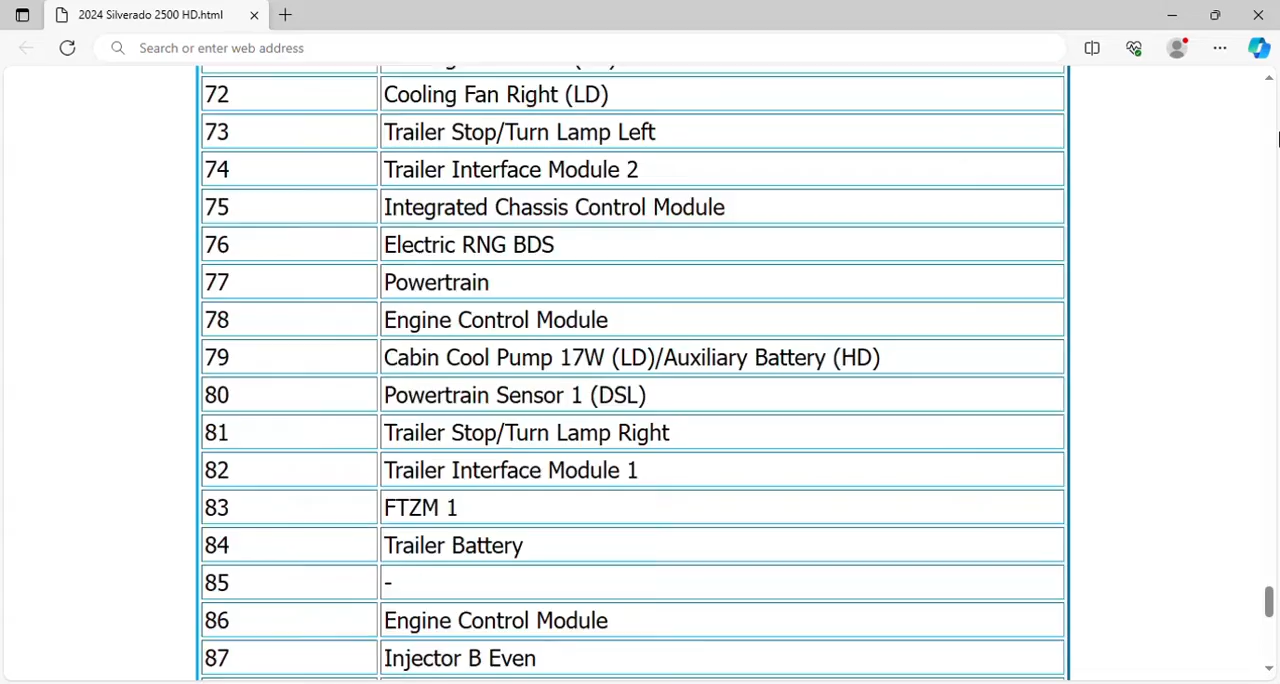 2024 Silverado 2500 HD.html
Search or enter web address
72 Cooling Fan Right (LD)
73 Trailer Stop/Turn Lamp Left
74 Trailer Interface Module 2
75 Integrated Chassis Control Module
76 Electric RNG BDS
77 Powertrain
78 Engine Control Module
79 Cabin Cool Pump 17W (LD)/Auxiliary Battery (HD)
80 Powertrain Sensor 1 (DSL)
81 Trailer Stop/Turn Lamp Right
82 Trailer Interface Module 1
83 FTZM 1
84 Trailer Battery
85 -
86 Engine Control Module
87 Injector B Even